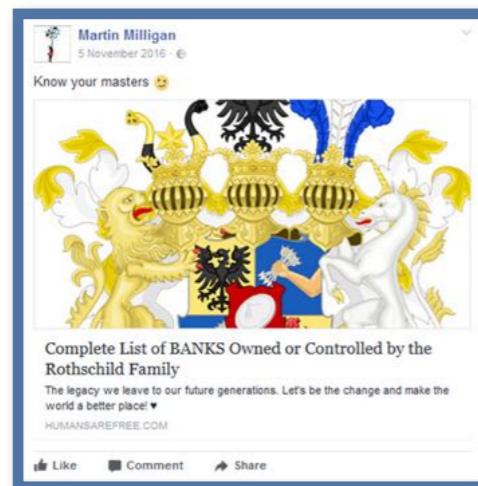 Martin Milligan
5 November 2016 ·
Know your masters 😉
Complete List of BANKS Owned or Controlled by the
Rothschild Family
The legacy we leave to our future generations. Let's be the change and make the
world a better place! ♥
HUMANSAREFREE.COM
Like Comment Share